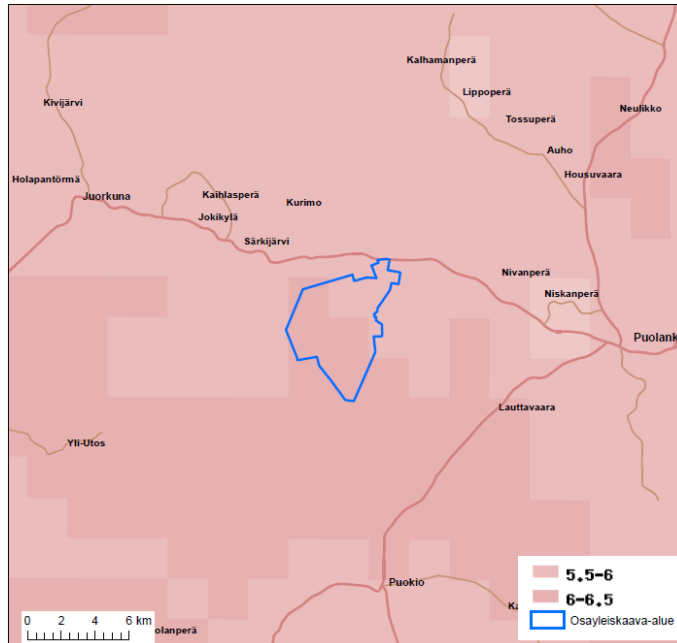 Kalhamanperä
Lippoperä
Kivijärvi
Neulikko
Tossuperä
Auho
Housuvaara
Holapantörmä
Juorkuna
Kaihlasperä
Kurimo
Jokikylä
Särkijärvi
Nivanperä
Niskanperä
Puolank
Lauttavaara
Yli-Utos
Puokio
Ka
olanperä
0 2 4 6 km
5.5-6
6-6.5
Osayleiskaava-alue